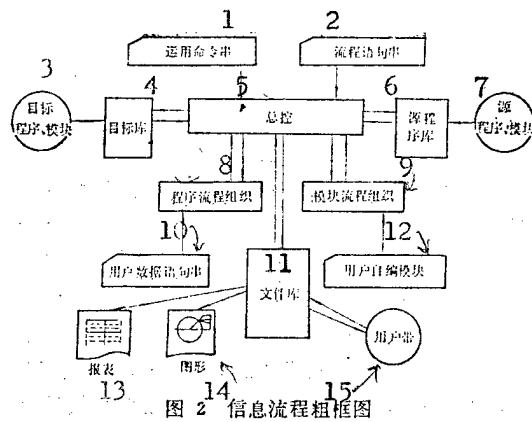 1
2
运用命令串
流程语句串
3
4
5
6
7
目标
程序、模块
目标库
总控
源程
序库
源
程序、模块
8
9
程序流程组织
模块流程组织
10
11
12
用户数据语句串
文件库
用户自编模块
报表
图形
用户带
13
14
15
图 2 信息流程粗框图